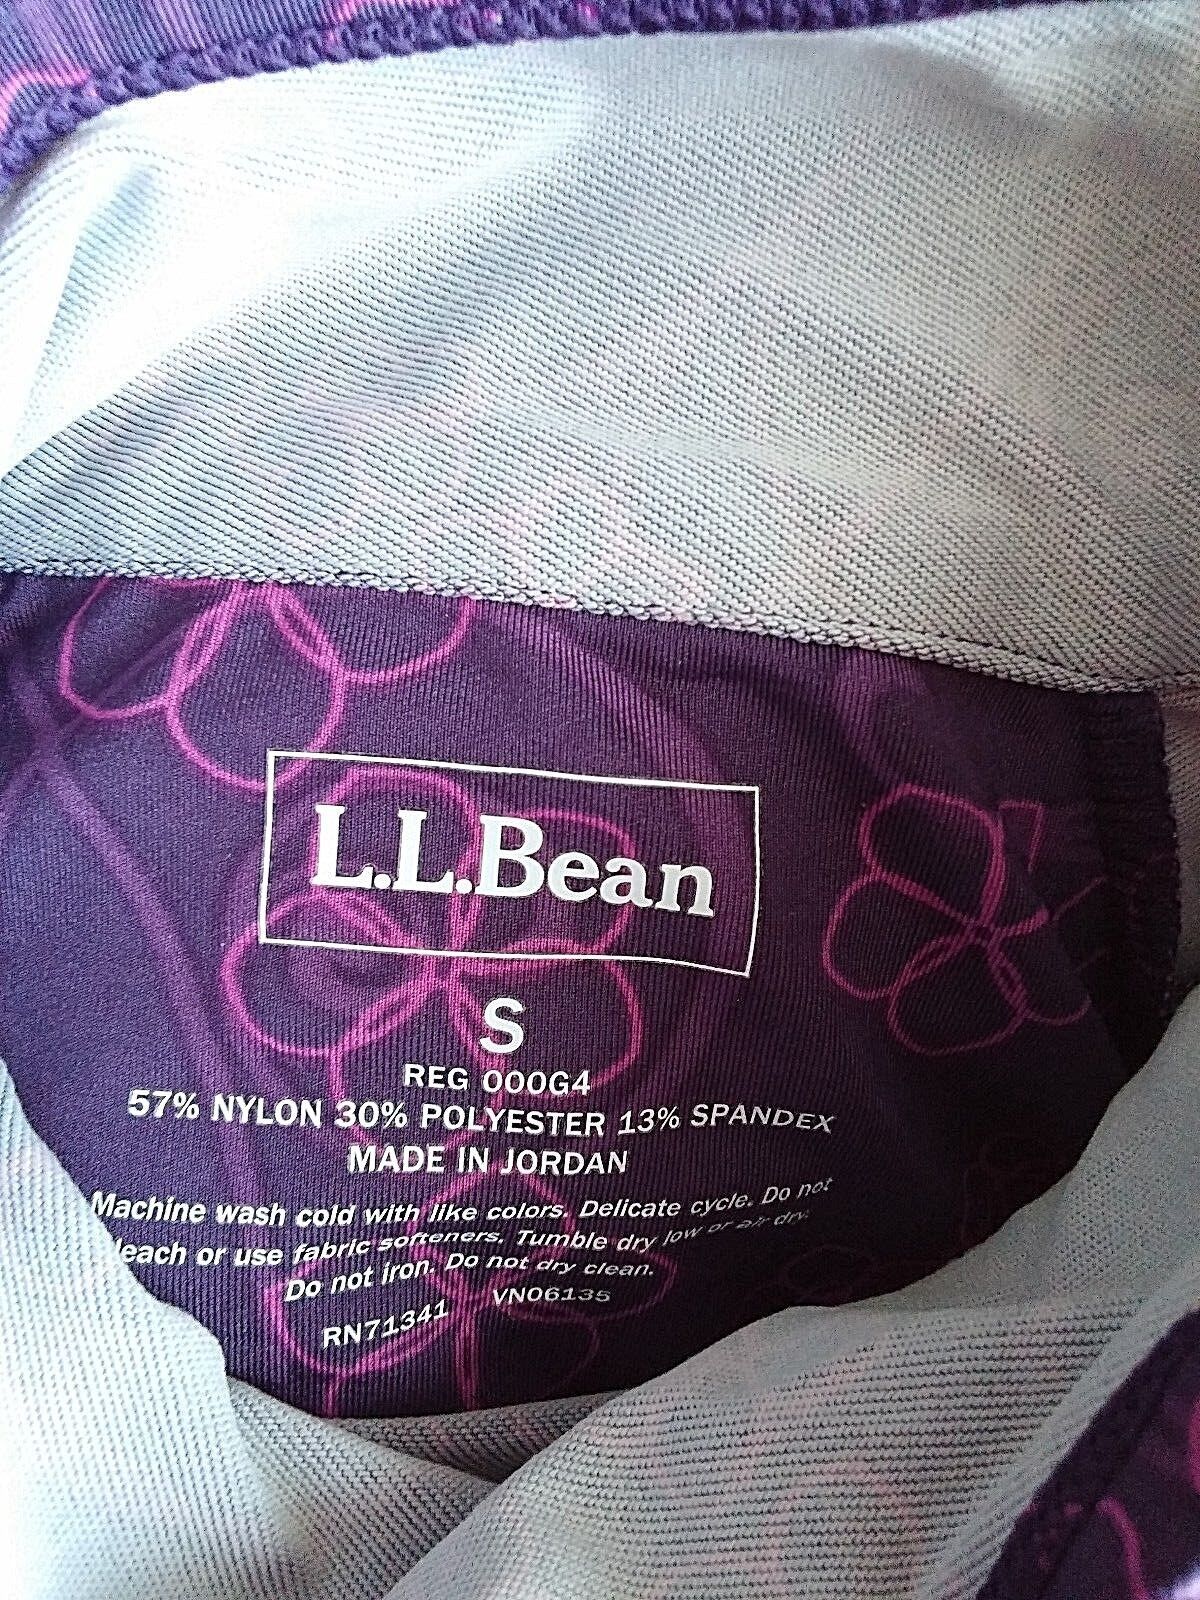 L.L.Bean
S
REG 000G4
57% NYLON 30% POLYESTER 13% SPANDEX
MADE IN JORDAN
Machine wash cold with like colors. Delicate cycle. Do not
leach or use fabric softeners. Tumble dry low or air dry.
Do not iron. Do not dry clean.
RN71341 VN06135